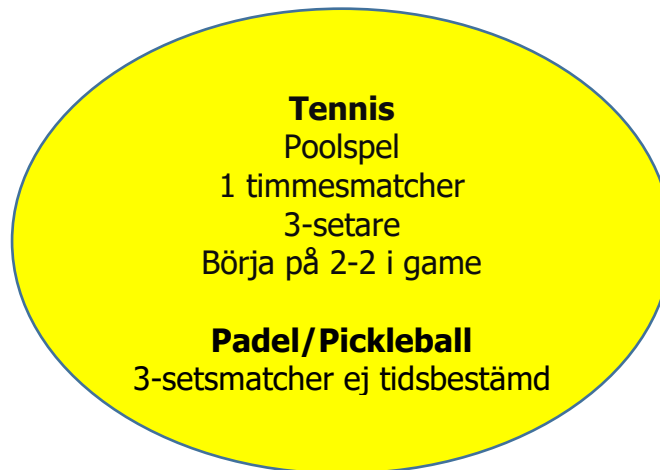 Tennis
Poolspel
1 timmesmatcher
3-setare
Börja på 2-2 i game
Padel/Pickleball
3-setsmatcher ej tidsbestämd